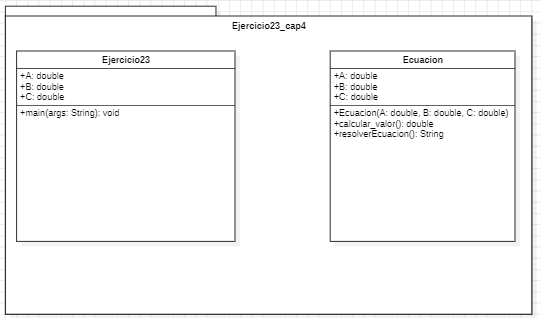 Ejercicio23_cap4
Ejercicio23
+A: double
+B: double
+C: double
+main(args: String): void
Ecuacion
+A: double
+B: double
+C: double
+Ecuacion(A: double, B: double, C: double)
+calcular_valor(): double
+resolverEcuacion(): String